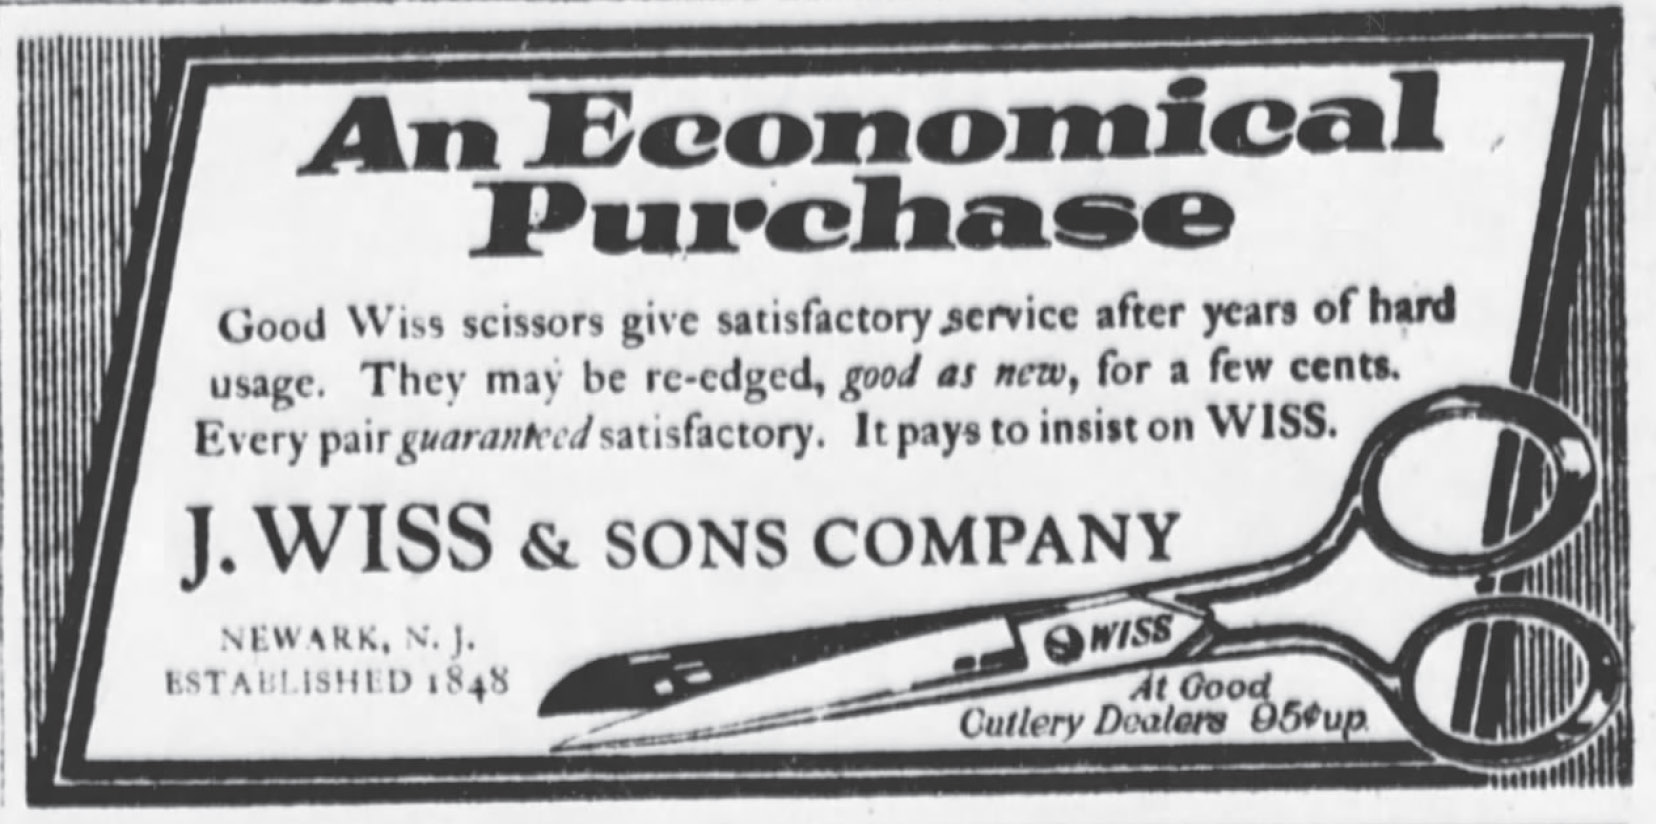 An Economical
Purchase
Good Wiss scissors give satisfactory service after years of hard
usage. They may be re-edged, good as new, for a few cents.
Every pair guaranteed satisfactory. It pays to insist on WISS.
J. WISS & SONS COMPANY
NEWARK, N. J.
ESTABLISHED 1848
WISS
At Good
Cutlery Dealers 95¢ up.